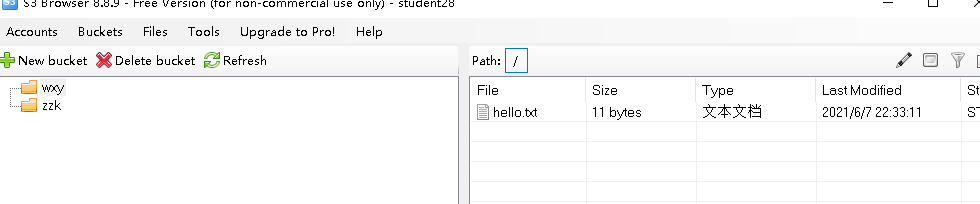 S3 Browser 8.8.9 - Free Version (for non-commercial use only) - student28
Accounts Buckets Files Tools Upgrade to Pro! Help
New bucket Delete bucket Refresh
Path: /
wxy
zzk
File Size Type Last Modified St
hello.txt 11 bytes 文本文档 2021/6/7 22:33:11 ST